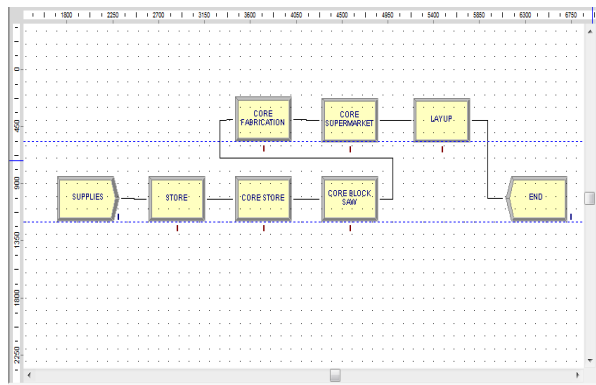 1800 2250 2700 3150 3600 4050 4500 4950 5400 5850 6300 6750
0
450
900
1350
1800
2250
CORE
FABRICATION
CORE
SUPERMARKET
LAYUP
SUPPLIES
STORE
CORE STORE
CORE BLOCK
SAW
END